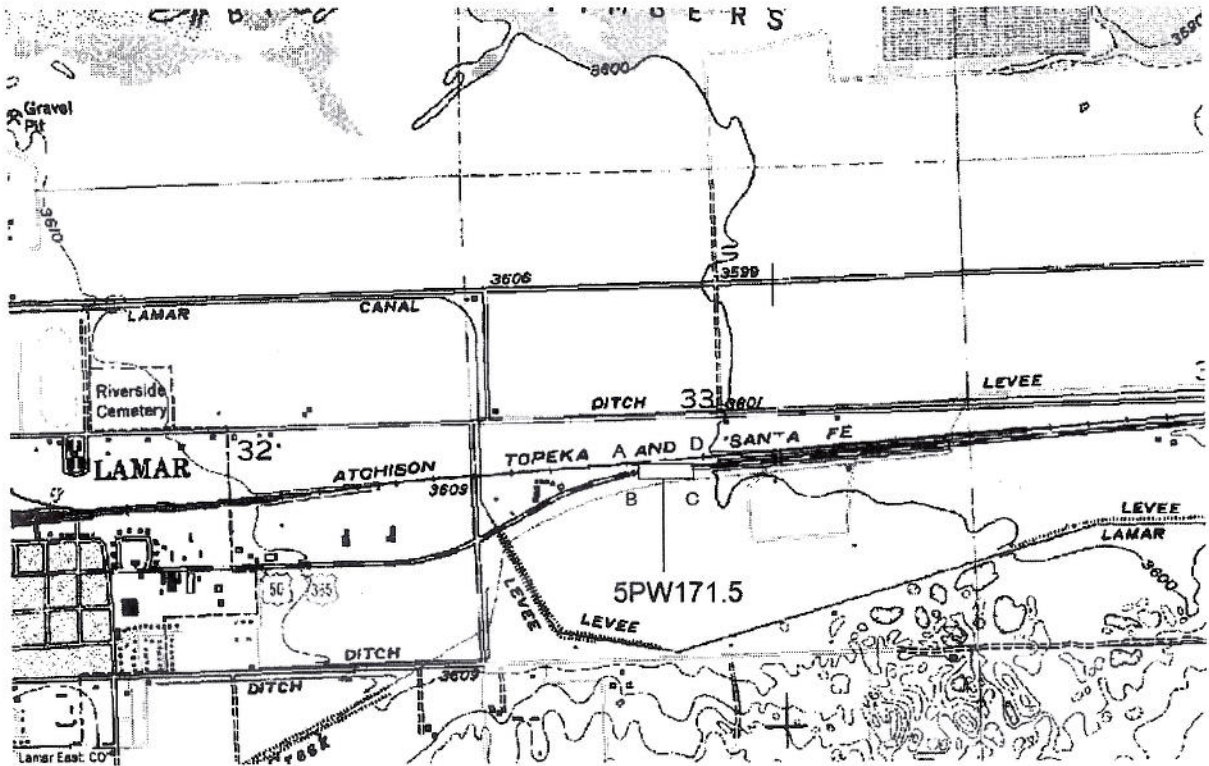 3600
3590
Gravel
Pit
3610
3606
3599
LAMAR
CANAL
Riverside
Cemetery
LEVEE
DITCH
33
3601
32
LAMAR
ATCHISON
TOPEKA
A AND D
SANTA FE
3609
B
C
LEVEE
LAMAR
50
385
5PW171.5
3600
LEVEE
LEVEE
DITCH
DITCH
3609
Lamar East CO